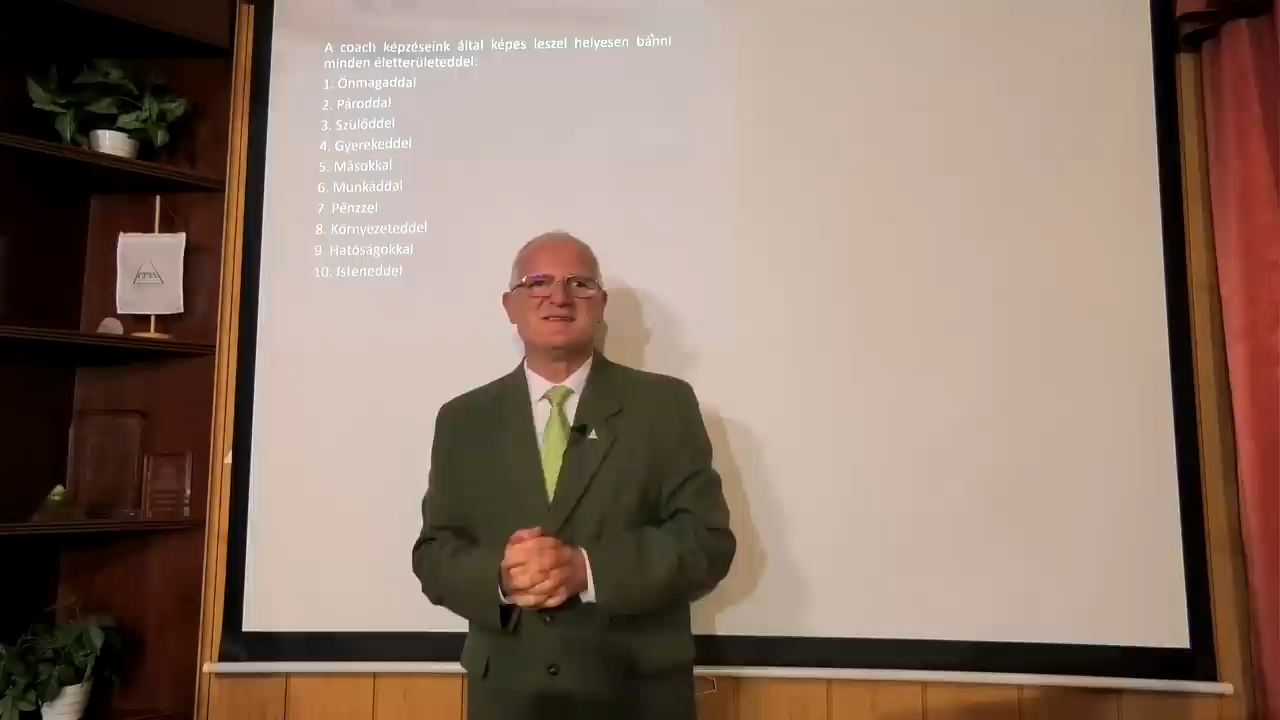 A coach képzéseink által képes leszel helyesen bánni
minden életterületeddel:
1. Önmagaddal
2. Pároddal
3. Szülőddel
4. Gyerekeddel
5. Másokkal
6. Munkáddal
7 Pénzzel
8. Környezeteddel
9 Hatóságokkal
10. Isteneddel